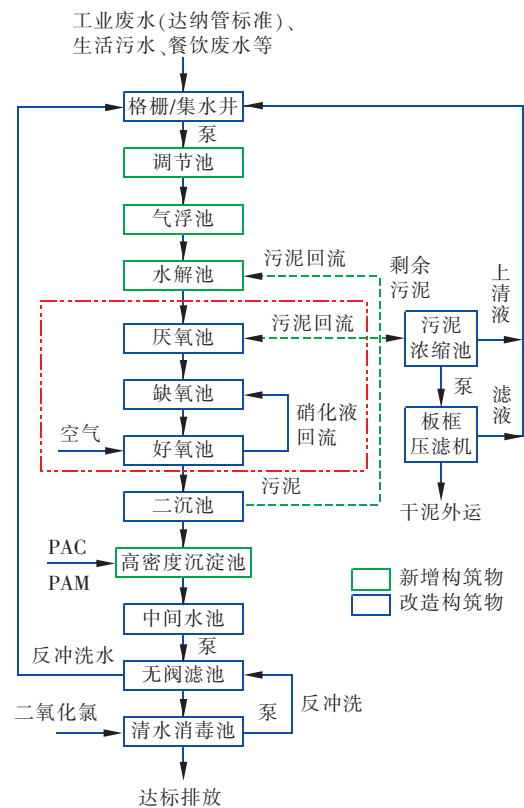 工业废水(达纳管标准)、
生活污水、餐饮废水等
格栅/集水井
泵
调节池
气浮池
水解池
污泥回流
剩余
污泥
上
清
液
厌氧池
污泥回流
污泥
浓缩池
泵
缺氧池
硝化液
回流
空气
好氧池
板框
压滤机
滤
液
污泥
二沉池
干泥外运
PAC
PAM
高密度沉淀池
新增构筑物
改造构筑物
中间水池
泵
反冲洗水
无阀滤池
反冲洗
二氧化氯
清水消毒池
泵
达标排放